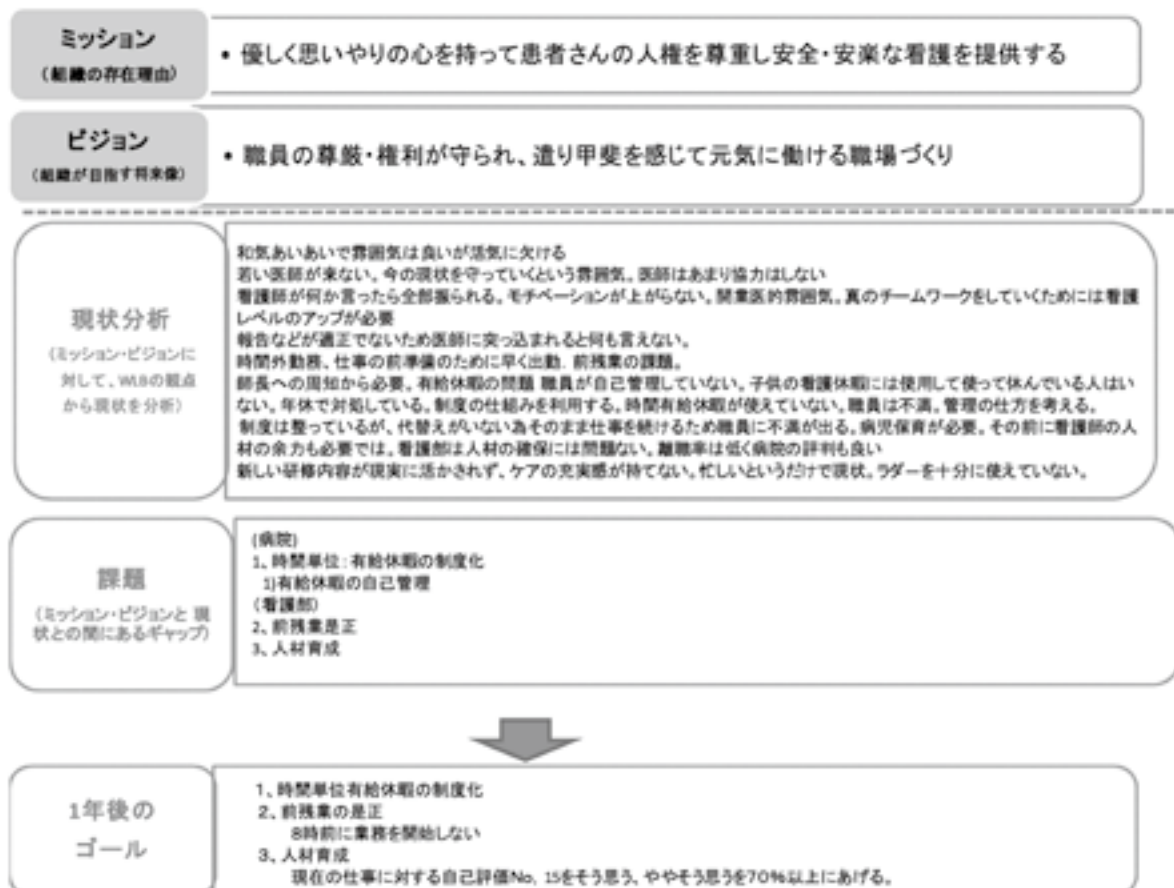 ミッション
(組織の存在理由)
• 優しく思いやりの心を持って患者さんの人権を尊重し安全・安楽な看護を提供する
ビジョン
(組織が目指す将来像)
• 職員の尊厳・権利が守られ、遣り甲斐を感じて元気に働ける職場づくり
現状分析
(ミッション・ビジョンに
対して、WLBの観点
から現状を分析)
和気あいあいで雰囲気は良いが活気に欠ける
若い医師が来ない。今の現状を守っていくという雰囲気。医師はあまり協力はしない
看護師が何か言ったら全部振られる。モチベーションが上がらない。開業医的雰囲気。真のチームワークをしていくためには看護
レベルのアップが必要
報告などが適正でないため医師に突っ込まれると何も言えない。
時間外勤務、仕事の前準備のために早く出勤. 前残業の課題。
師長への周知から必要。有給休暇の問題 職員が自己管理していない。子供の看護休暇には使用して使って休んでいる人はい
ない。年休で対処している。制度の仕組みを利用する。時間有給休暇が使えていない。職員は不満。管理の仕方を考える。
制度は整っているが、代替えがいない為そのまま仕事を続けるため職員に不満が出る。病児保育が必要。その前に看護師の人
材の余力も必要では。看護部は人材の確保には問題ない。離職率は低く病院の評判も良い
新しい研修内容が現実に活かされず、ケアの充実感が持てない。忙しいというだけで現状。ラダーを十分に使えていない。
課題
(ミッション・ビジョンと 現
状との間にあるギャップ)
(病院)
1、時間単位:有給休暇の制度化
1)有給休暇の自己管理
(看護部)
2、前残業是正
3、人材育成
1年後の
ゴール
1、時間単位有給休暇の制度化
2、前残業の是正
8時前に業務を開始しない
3、人材育成
現在の仕事に対する自己評価No, 15をそう思う、ややそう思うを70%以上にあげる。